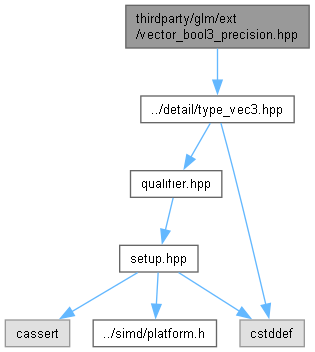 thirdparty/glm/ext
/vector_bool3_precision.hpp
../detail/type_vec3.hpp
qualifier.hpp
setup.hpp
cassert
../simd/platform.h
cstddef